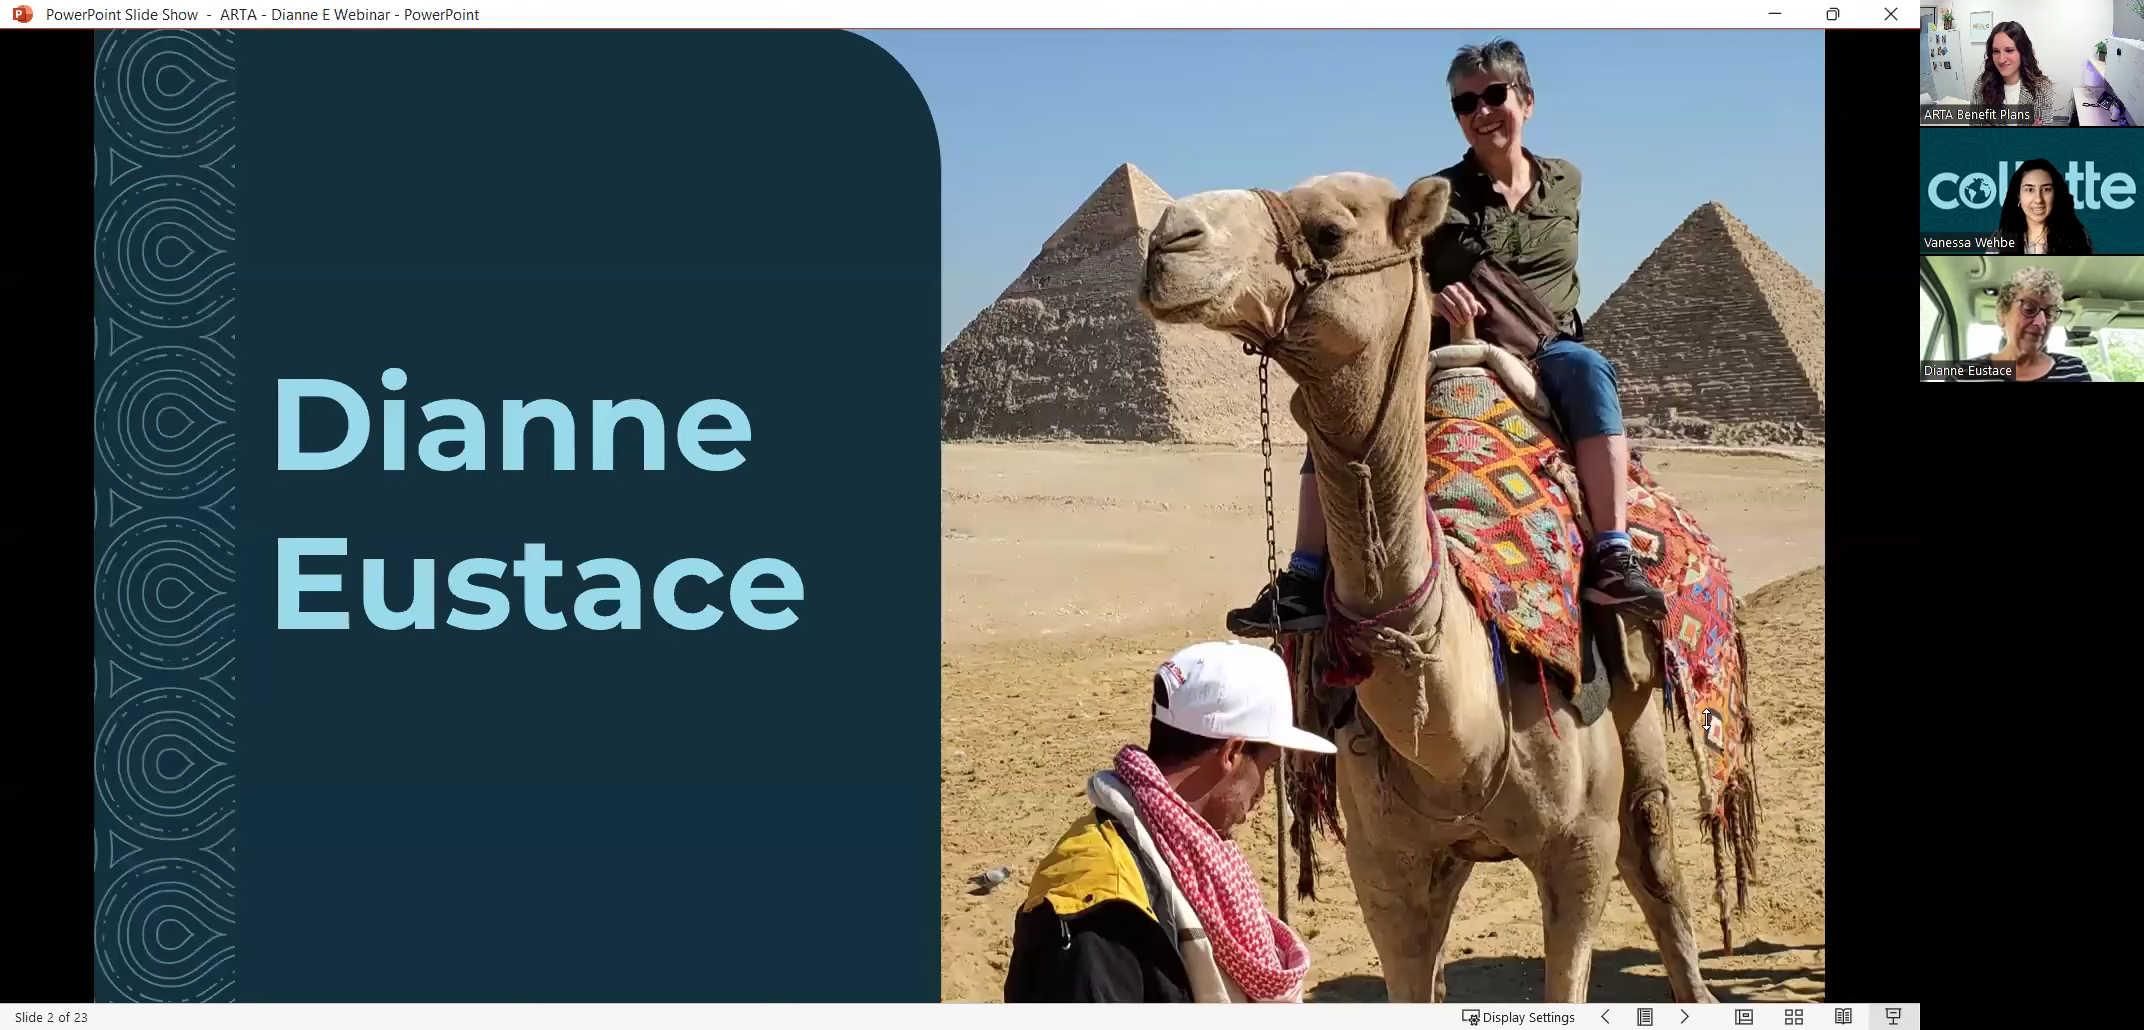 PowerPoint Slide Show - ARTA - Dianne E Webinar - PowerPoint
Dianne
Eustace
ARTA Benefit Plans
Vanessa Wehbe
Dianne Eustace
Slide 2 of 23
Display Settings